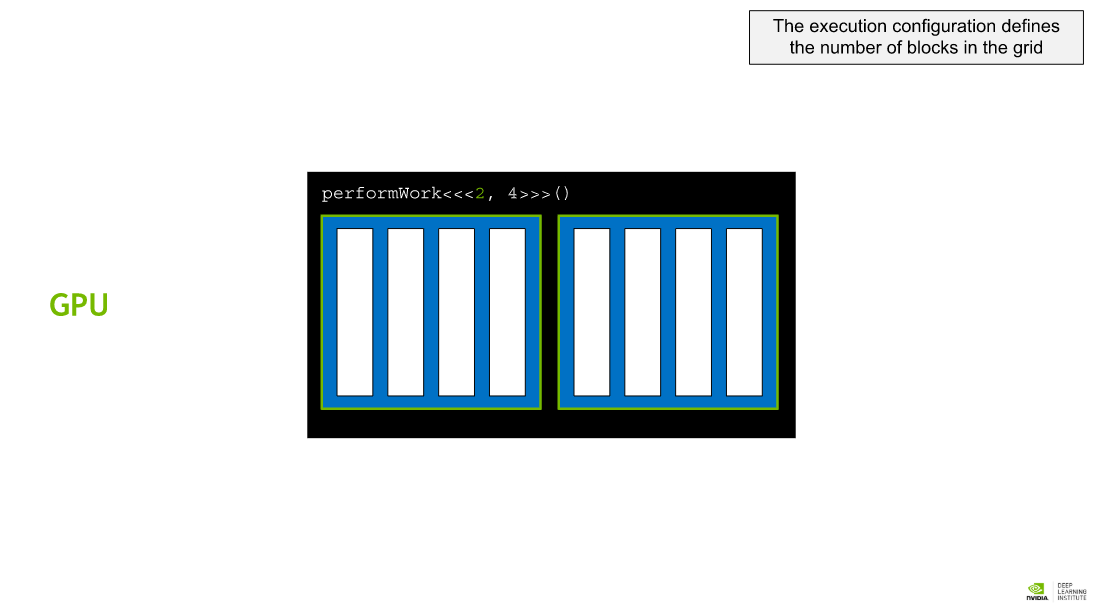 The execution configuration defines
the number of blocks in the grid
performWork<<<2, 4>>>()
GPU
NVIDIA
DEEP
LEARNING
INSTITUTE